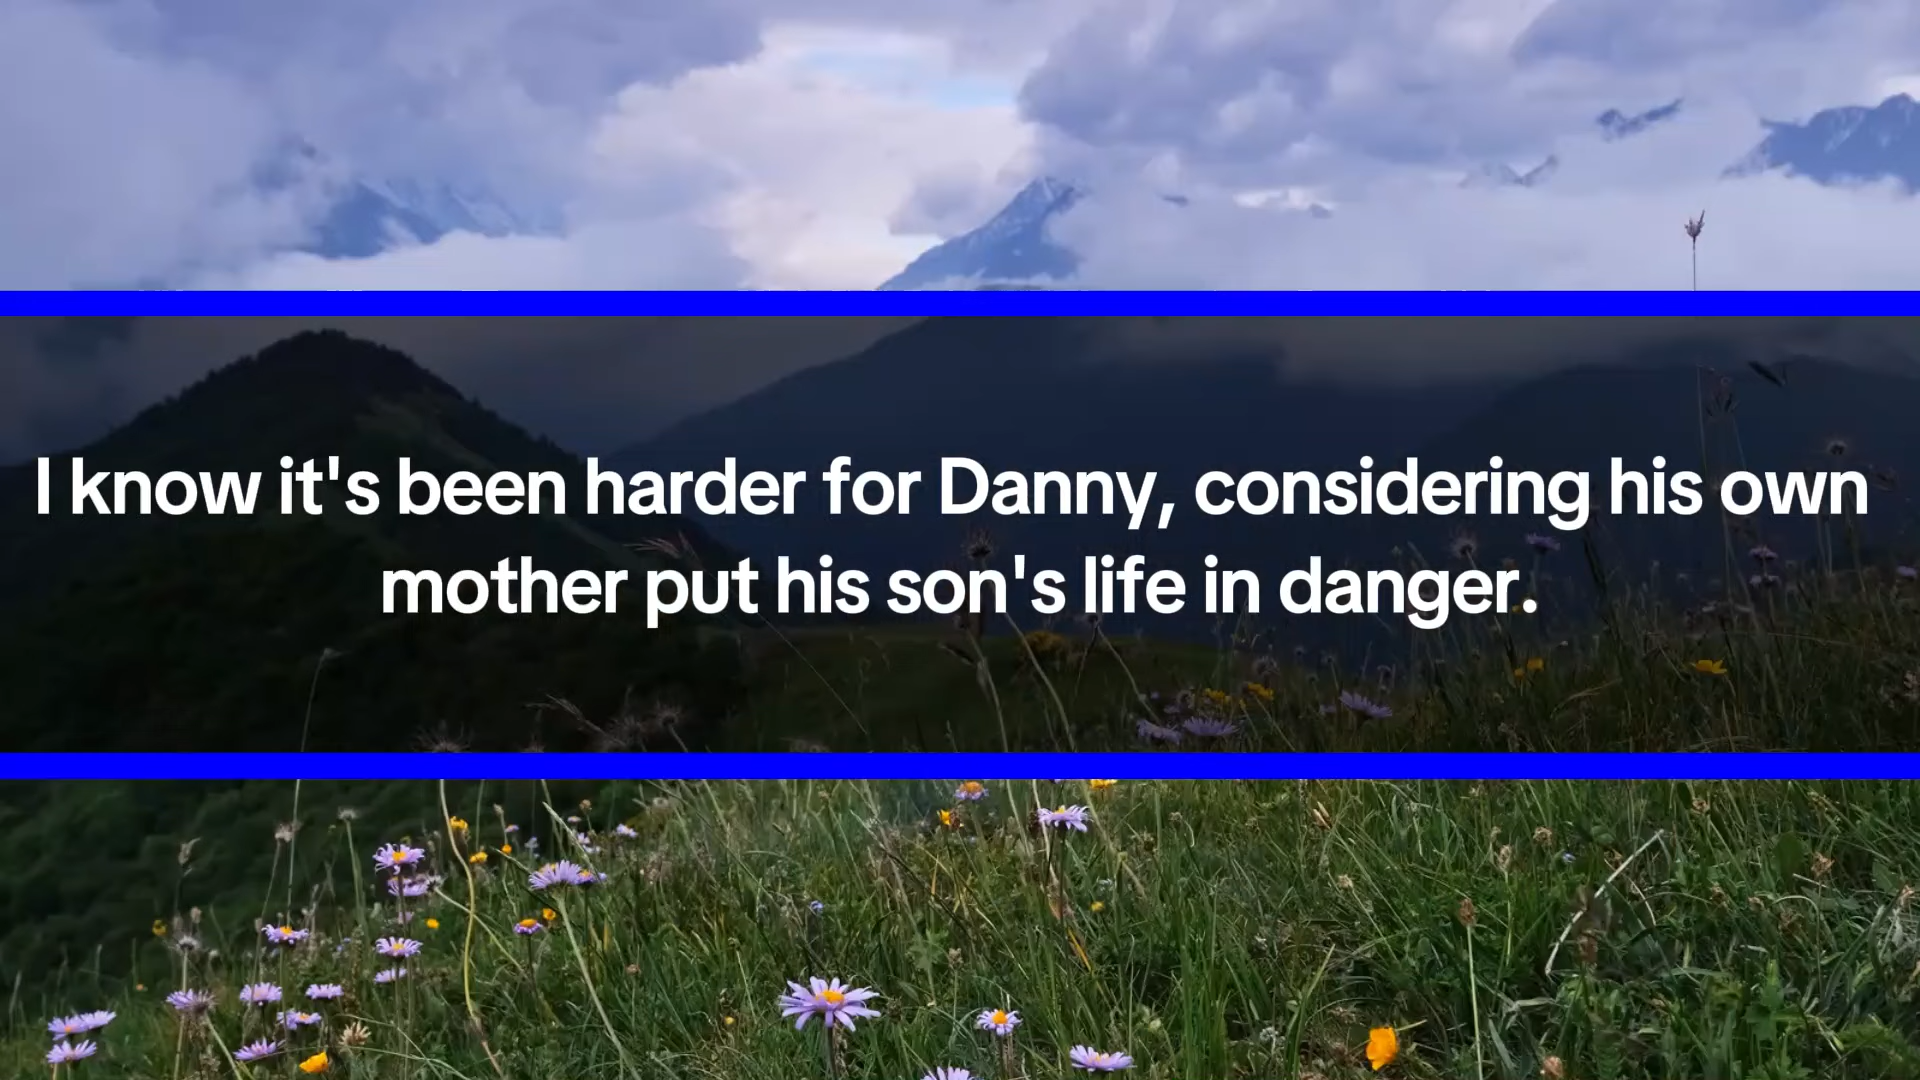 I know it's been harder for Danny, considering his own
mother put his son's life in danger.